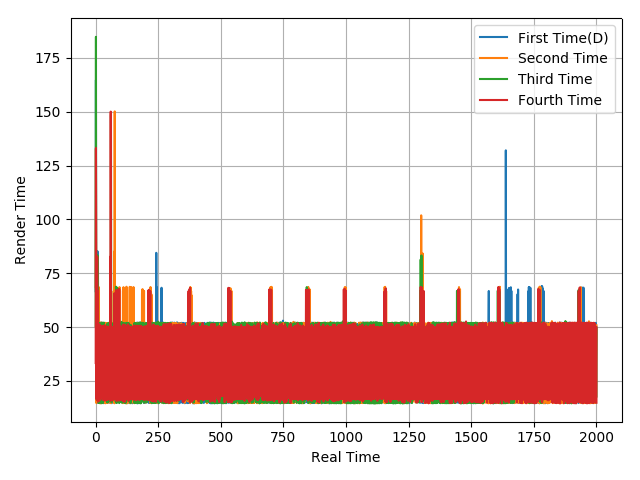 First Time(D)
Second Time
Third Time
Fourth Time
175
150
125
100
75
50
25
Render Time
0 250 500 750 1000 1250 1500 1750 2000
Real Time